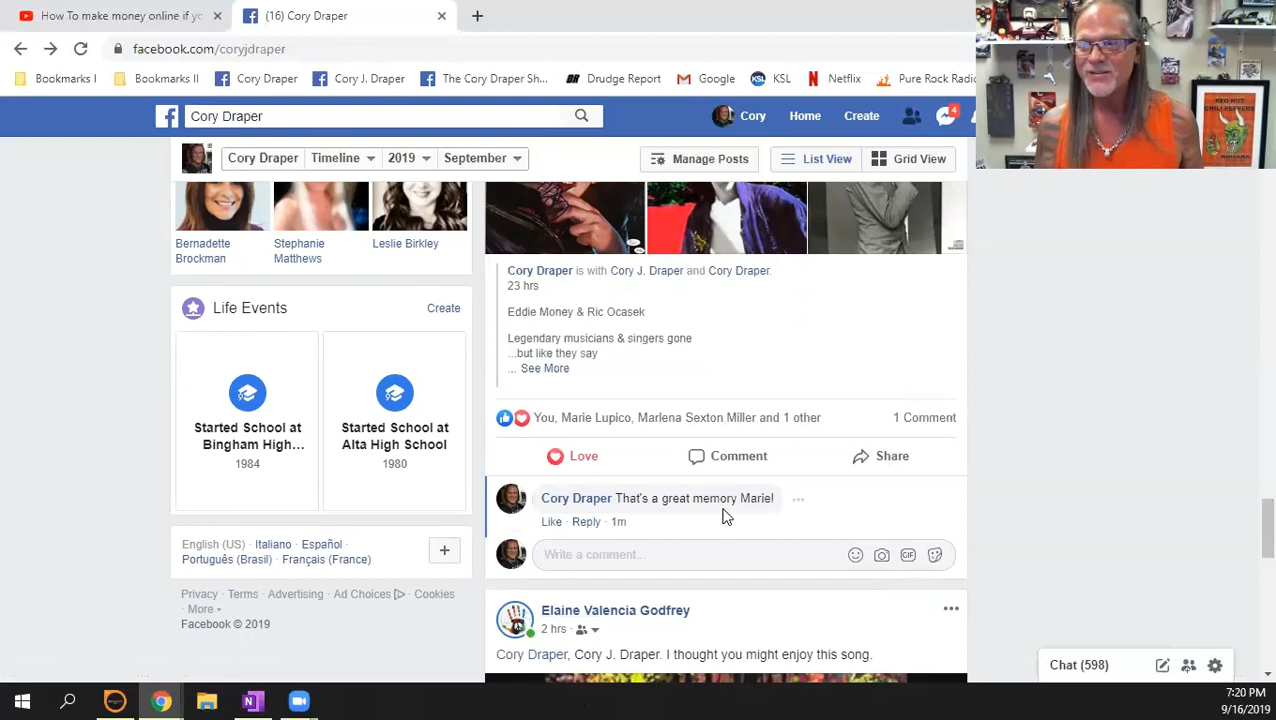 How To make money online if yo
(16) Cory Draper
facebook.com/coryjdraper
Bookmarks I
Bookmarks II
Cory Draper
Cory J. Draper
The Cory Draper Sh...
Drudge Report
Google
KSL
KSL
Netflix
Pure Rock Radio
RED HOT
CHILI PEPPERS
Cory Draper
Cory
Home
Create
4
Cory Draper
Timeline
2019
September
Manage Posts
List View
Grid View
Bernadette
Brockman
Stephanie
Matthews
Leslie Birkley
Life Events
Create
Started School at
Bingham High...
1984
Started School at
Alta High School
1980
English (US) · Italiano · Español ·
Português (Brasil) · Français (France)
Privacy · Terms · Advertising · Ad Choices · Cookies
· More
Facebook © 2019
Cory Draper is with Cory J. Draper and Cory Draper.
23 hrs
Eddie Money & Ric Ocasek
Legendary musicians & singers gone
...but like they say
... See More
You, Marie Lupico, Marlena Sexton Miller and 1 other
1 Comment
Love
Comment
Share
Cory Draper That's a great memory Marie!
Like · Reply · 1m
Write a comment...
GIF
Elaine Valencia Godfrey
2 hrs ·
Cory Draper, Cory J. Draper. I thought you might enjoy this song.
Chat (598)
7:20 PM
9/16/2019